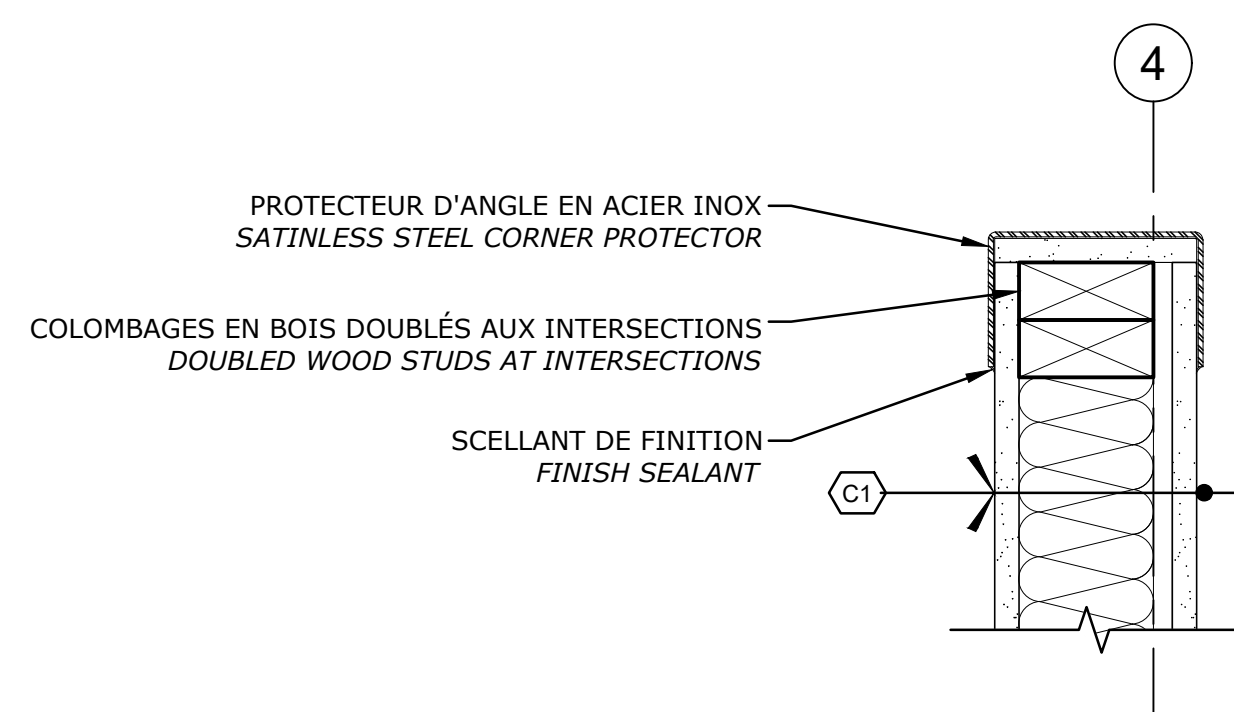 4
PROTECTEUR D'ANGLE EN ACIER INOX
SATINLESS STEEL CORNER PROTECTOR
COLOMBAGES EN BOIS DOUBLÉS AUX INTERSECTIONS
DOUBLED WOOD STUDS AT INTERSECTIONS
SCELLANT DE FINITION
FINISH SEALANT
C1